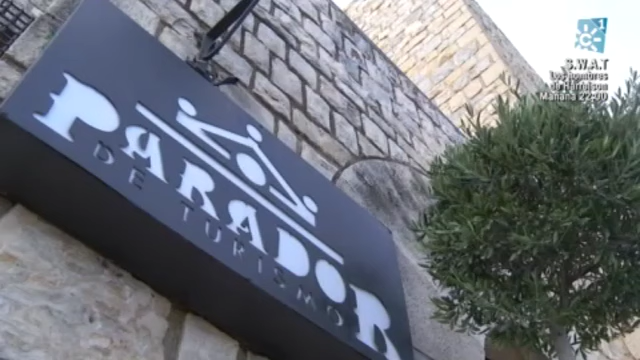 S.W.A.T
Los hombres
de Harrelson
Mañana 22:00
PARADOR
DE TURISMO